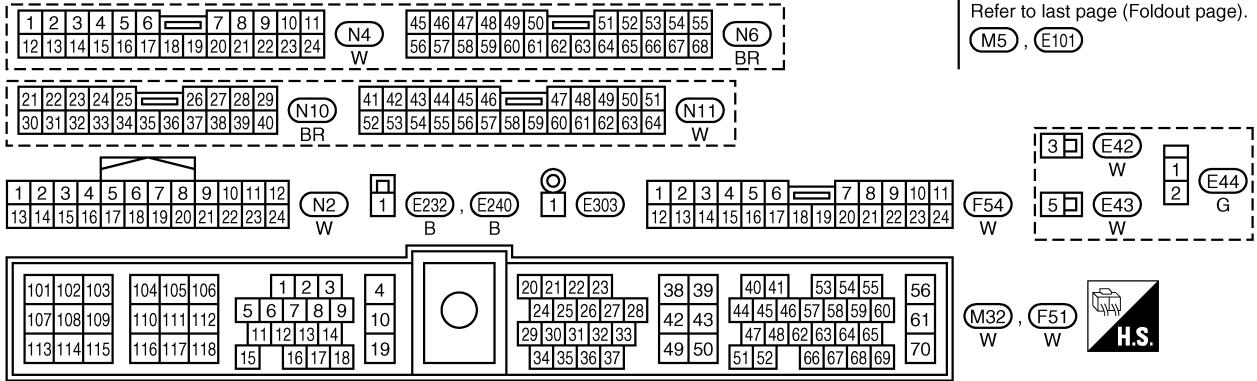 1 2 3 4 5 6 7 8 9 10 11
12 13 14 15 16 17 18 19 20 21 22 23 24
N4
W
45 46 47 48 49 50 51 52 53 54 55
56 57 58 59 60 61 62 63 64 65 66 67 68
N6
BR
Refer to last page (Foldout page).
M5 , E101
21 22 23 24 25 26 27 28 29
30 31 32 33 34 35 36 37 38 39 40
N10
BR
41 42 43 44 45 46 47 48 49 50 51
52 53 54 55 56 57 58 59 60 61 62 63 64
N11
W
1 2 3 4 5 6 7 8 9 10 11 12
13 14 15 16 17 18 19 20 21 22 23 24
N2
W
1
E232 , E240
B B
1
E303
1 2 3 4 5 6 7 8 9 10 11
12 13 14 15 16 17 18 19 20 21 22 23 24
F54
W
3
E42
W
5
E43
W
1
2
E44
G
101 102 103 104 105 106 1 2 3 4
107 108 109 110 111 112 5 6 7 8 9 10
113 114 115 116 117 118 11 12 13 14
15 16 17 18 19
20 21 22 23 38 39 40 41 53 54 55 56
24 25 26 27 28 42 43 44 45 46 57 58 59 60 61
29 30 31 32 33 47 48 62 63 64 65
34 35 36 37 49 50 51 52 66 67 68 69 70
M32 , F51
W W
H.S.